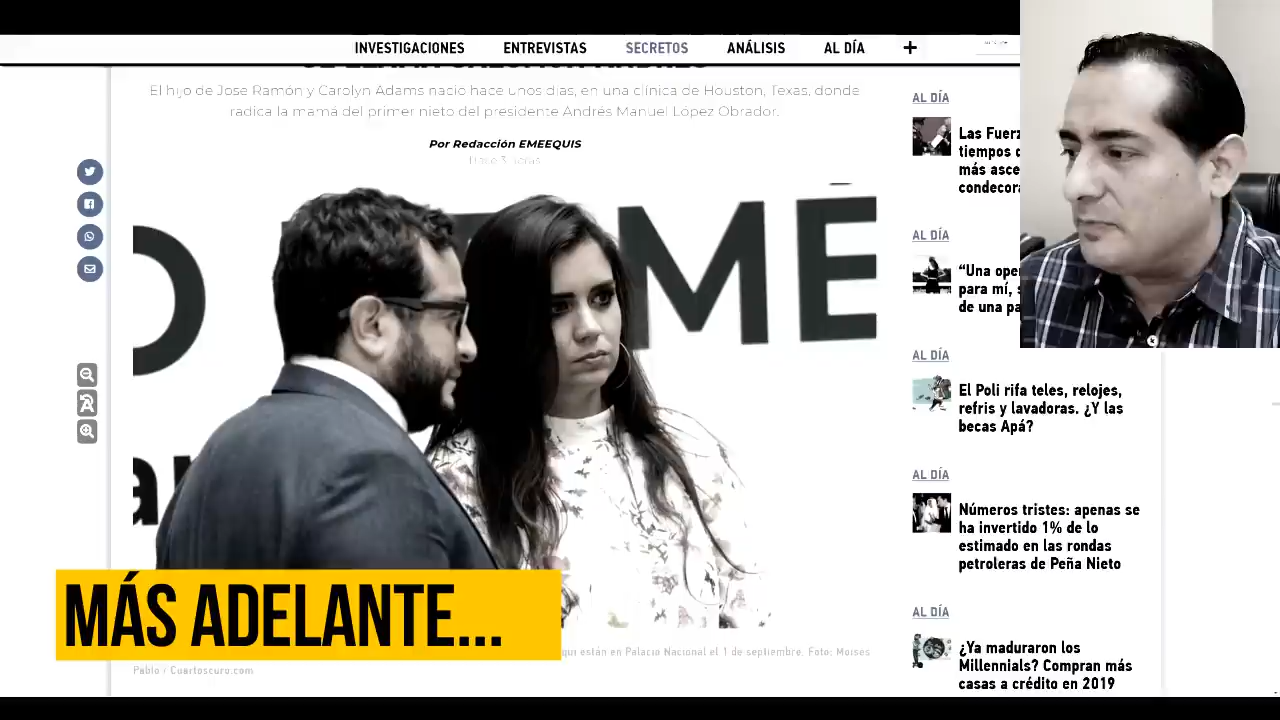 INVESTIGACIONES ENTREVISTAS SECRETOS ANÁLISIS AL DÍA +
El hijo de José Ramón y Carolyn Adams nació hace unos días, en una clínica de Houston, Texas, donde
radica la mamá del primer nieto del presidente Andrés Manuel López Obrador.
Por Redacción EMEEQUIS
MÉ
MÁS ADELANTE...
quí están en Palacio Nacional el 1 de septiembre. Foto: Moisés
Pablo / Cuartoscuro.com
AL DÍA
Las Fuerz
tiempos
más asce
condecora
AL DÍA
“Una ope
para mí, s
de una pa
AL DÍA
El Poli rifa teles, relojes,
refris y lavadoras. ¿Y las
becas Apá?
AL DÍA
Números tristes: apenas se
ha invertido 1% de lo
estimado en las rondas
petroleras de Peña Nieto
AL DÍA
¿Ya maduraron los
Millennials? Compran más
casas a crédito en 2019